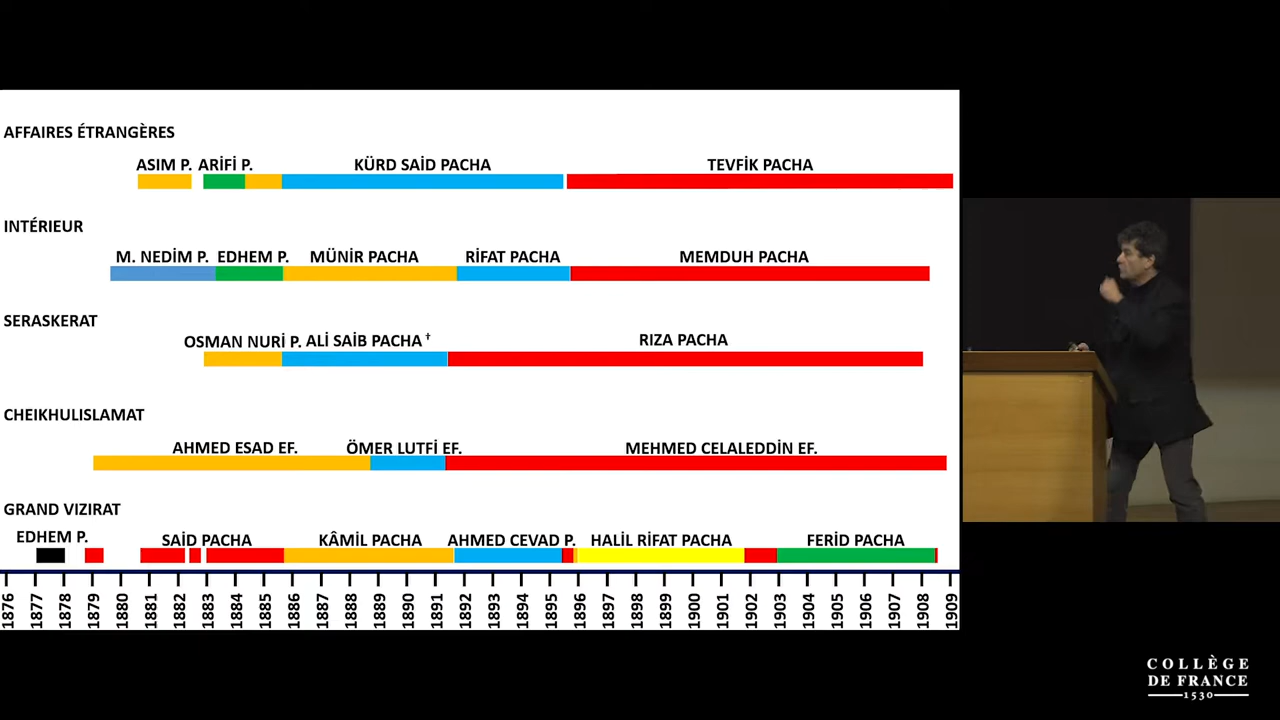 AFFAIRES ÉTRANGÈRES
ASIM P. ARİFİ P. KÜRD SAİD PACHA TEVFİK PACHA
INTÉRIEUR
M. NEDİM P. EDHEM P. MÜNİR PACHA RİFAT PACHA MEMDUH PACHA
SERASKERAT
OSMAN NURİ P. ALİ SAİB PACHA † RIZA PACHA
CHEIKHULISLAMAT
AHMED ESAD EF. ÖMER LUTFİ EF. MEHMED CELALEDDİN EF.
GRAND VIZIRAT
EDHEM P. SAİD PACHA KÂMİL PACHA AHMED CEVAD P. HALİL RİFAT PACHA FERİD PACHA
1876 1877 1878 1879 1880 1881 1882 1883 1884 1885 1886 1887 1888 1889 1890 1891 1892 1893 1894 1895 1896 1897 1898 1899 1900 1901 1902 1903 1904 1905 1906 1907 1908 1909
COLLÈGE
DE FRANCE
1530